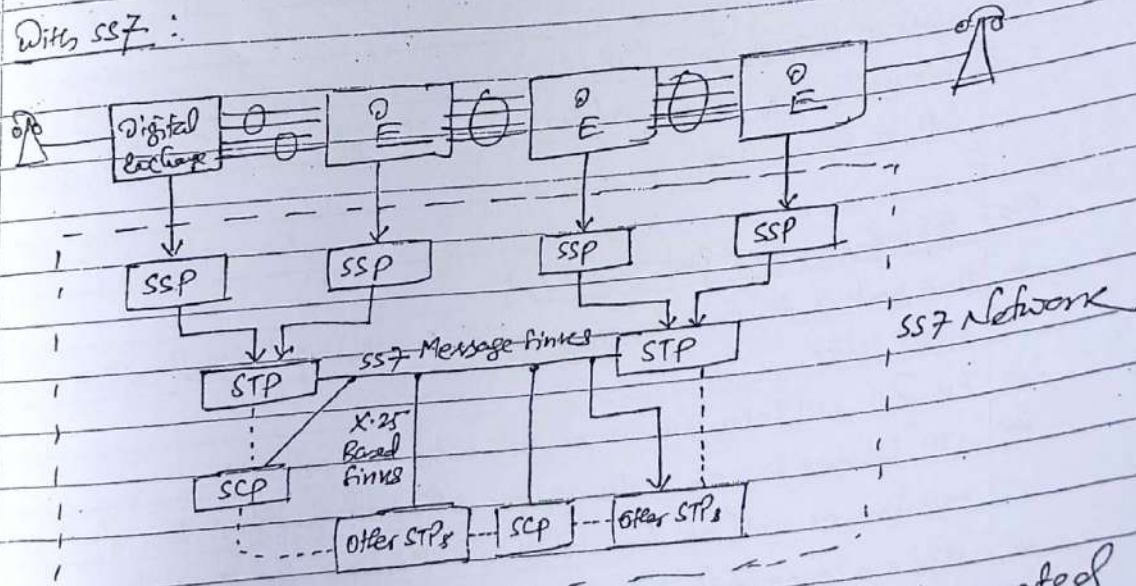 With SS7 :
Digital
Exchange
D
E
D
E
D
E
SSP
SSP
SSP
SSP
SS7 Network
STP
SS7 Message links
STP
X.25
Based
links
SCP
Other STPs
SCP
Other STPs